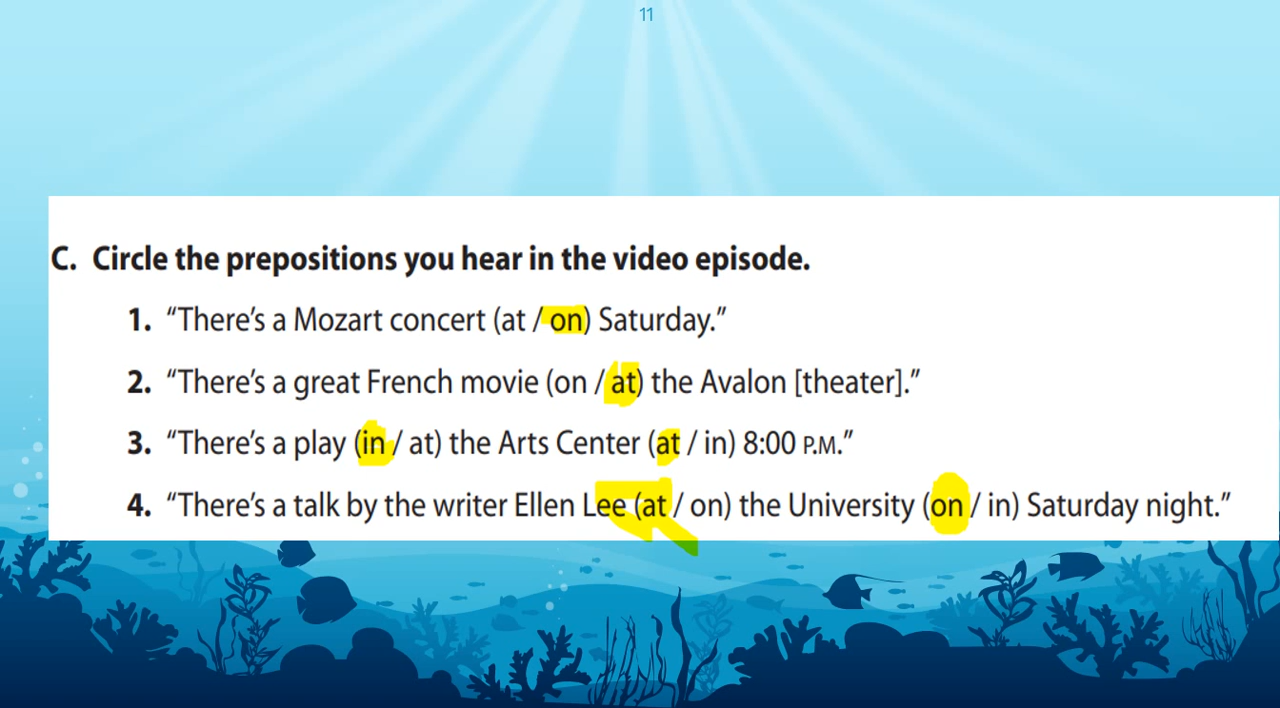 11
C. Circle the prepositions you hear in the video episode.
1. “There’s a Mozart concert (at / on) Saturday.”
2. “There’s a great French movie (on / at) the Avalon [theater].”
3. “There’s a play (in / at) the Arts Center (at / in) 8:00 P.M.”
4. “There’s a talk by the writer Ellen Lee (at / on) the University (on / in) Saturday night.”